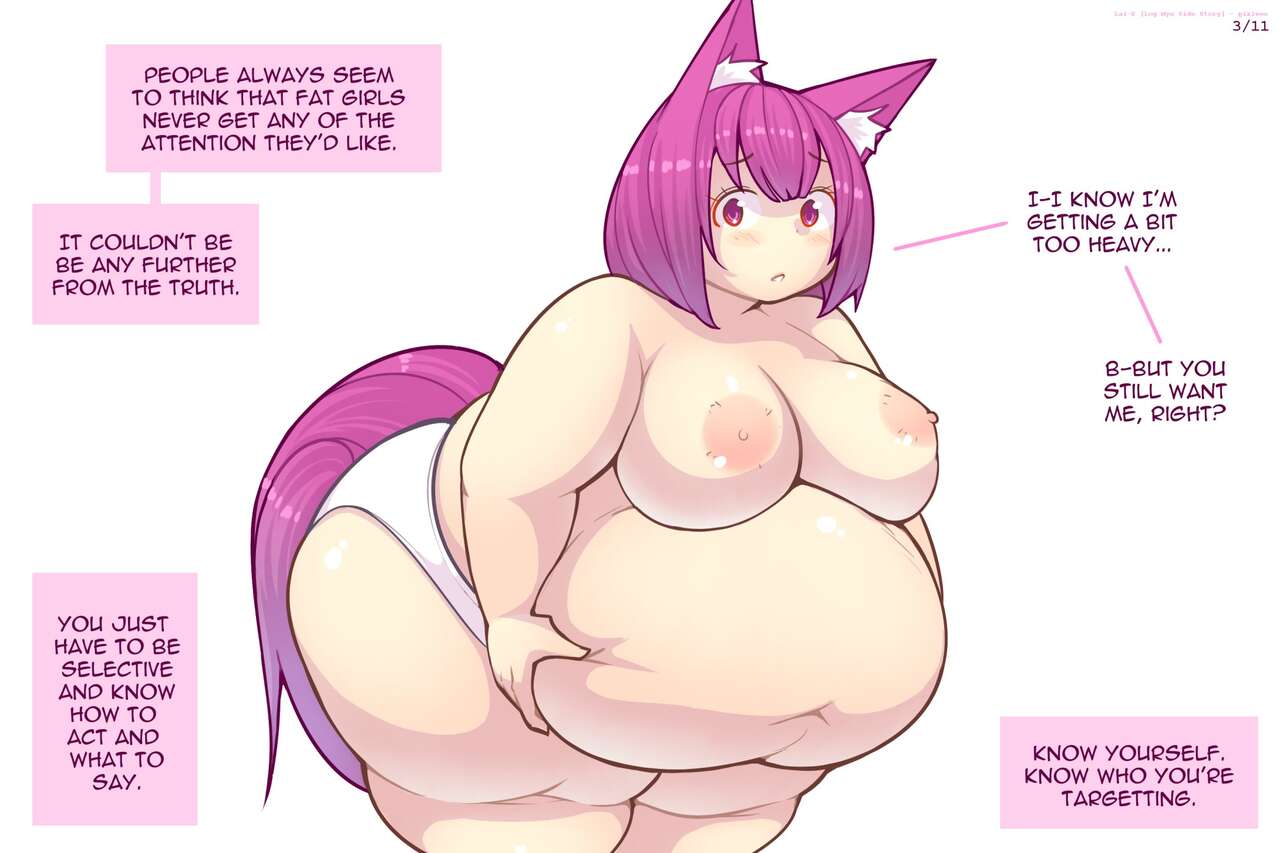 3/11
PEOPLE ALWAYS SEEM
TO THINK THAT FAT GIRLS
NEVER GET ANY OF THE
ATTENTION THEY'D LIKE.
IT COULDN'T BE
BE ANY FURTHER
FROM THE TRUTH.
I-I KNOW I'M
GETTING A BIT
TOO HEAVY...
B-BUT YOU
STILL WANT
ME, RIGHT?
YOU JUST
HAVE TO BE
SELECTIVE
AND KNOW
HOW TO
ACT AND
WHAT TO
SAY.
KNOW YOURSELF.
KNOW WHO YOU'RE
TARGETTING.